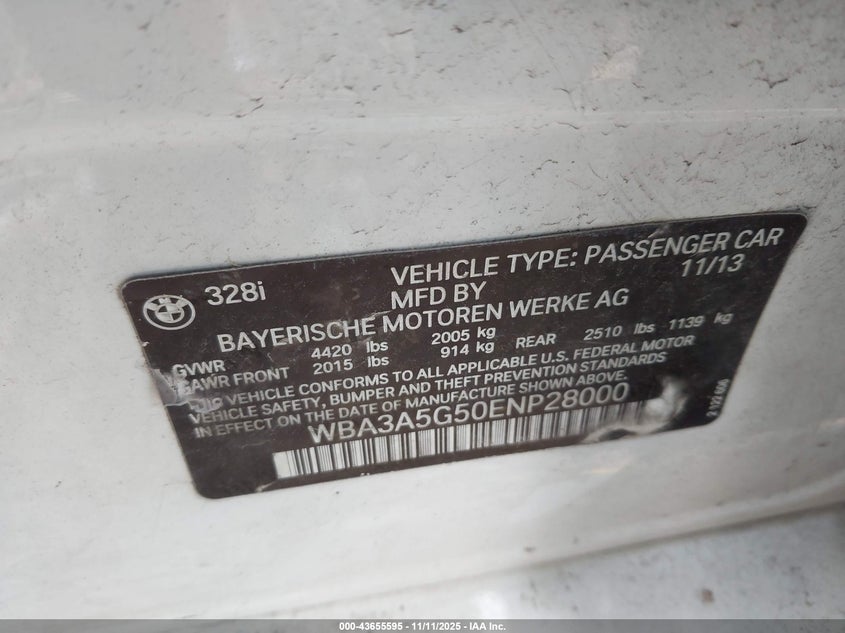 BMW
328i
VEHICLE TYPE: PASSENGER CAR
MFD BY 11/13
BAYERISCHE MOTOREN WERKE AG
GVWR 4420 lbs 2005 kg
GAWR FRONT 2015 lbs 914 kg REAR 2510 lbs 1139 kg
VEHICLE CONFORMS TO ALL APPLICABLE U.S. FEDERAL MOTOR
VEHICLE SAFETY, BUMPER AND THEFT PREVENTION STANDARDS
IN EFFECT ON THE DATE OF MANUFACTURE SHOWN ABOVE.
WBA3A5G50ENP28000
000-43655595 - 11/11/2025 - IAA Inc.